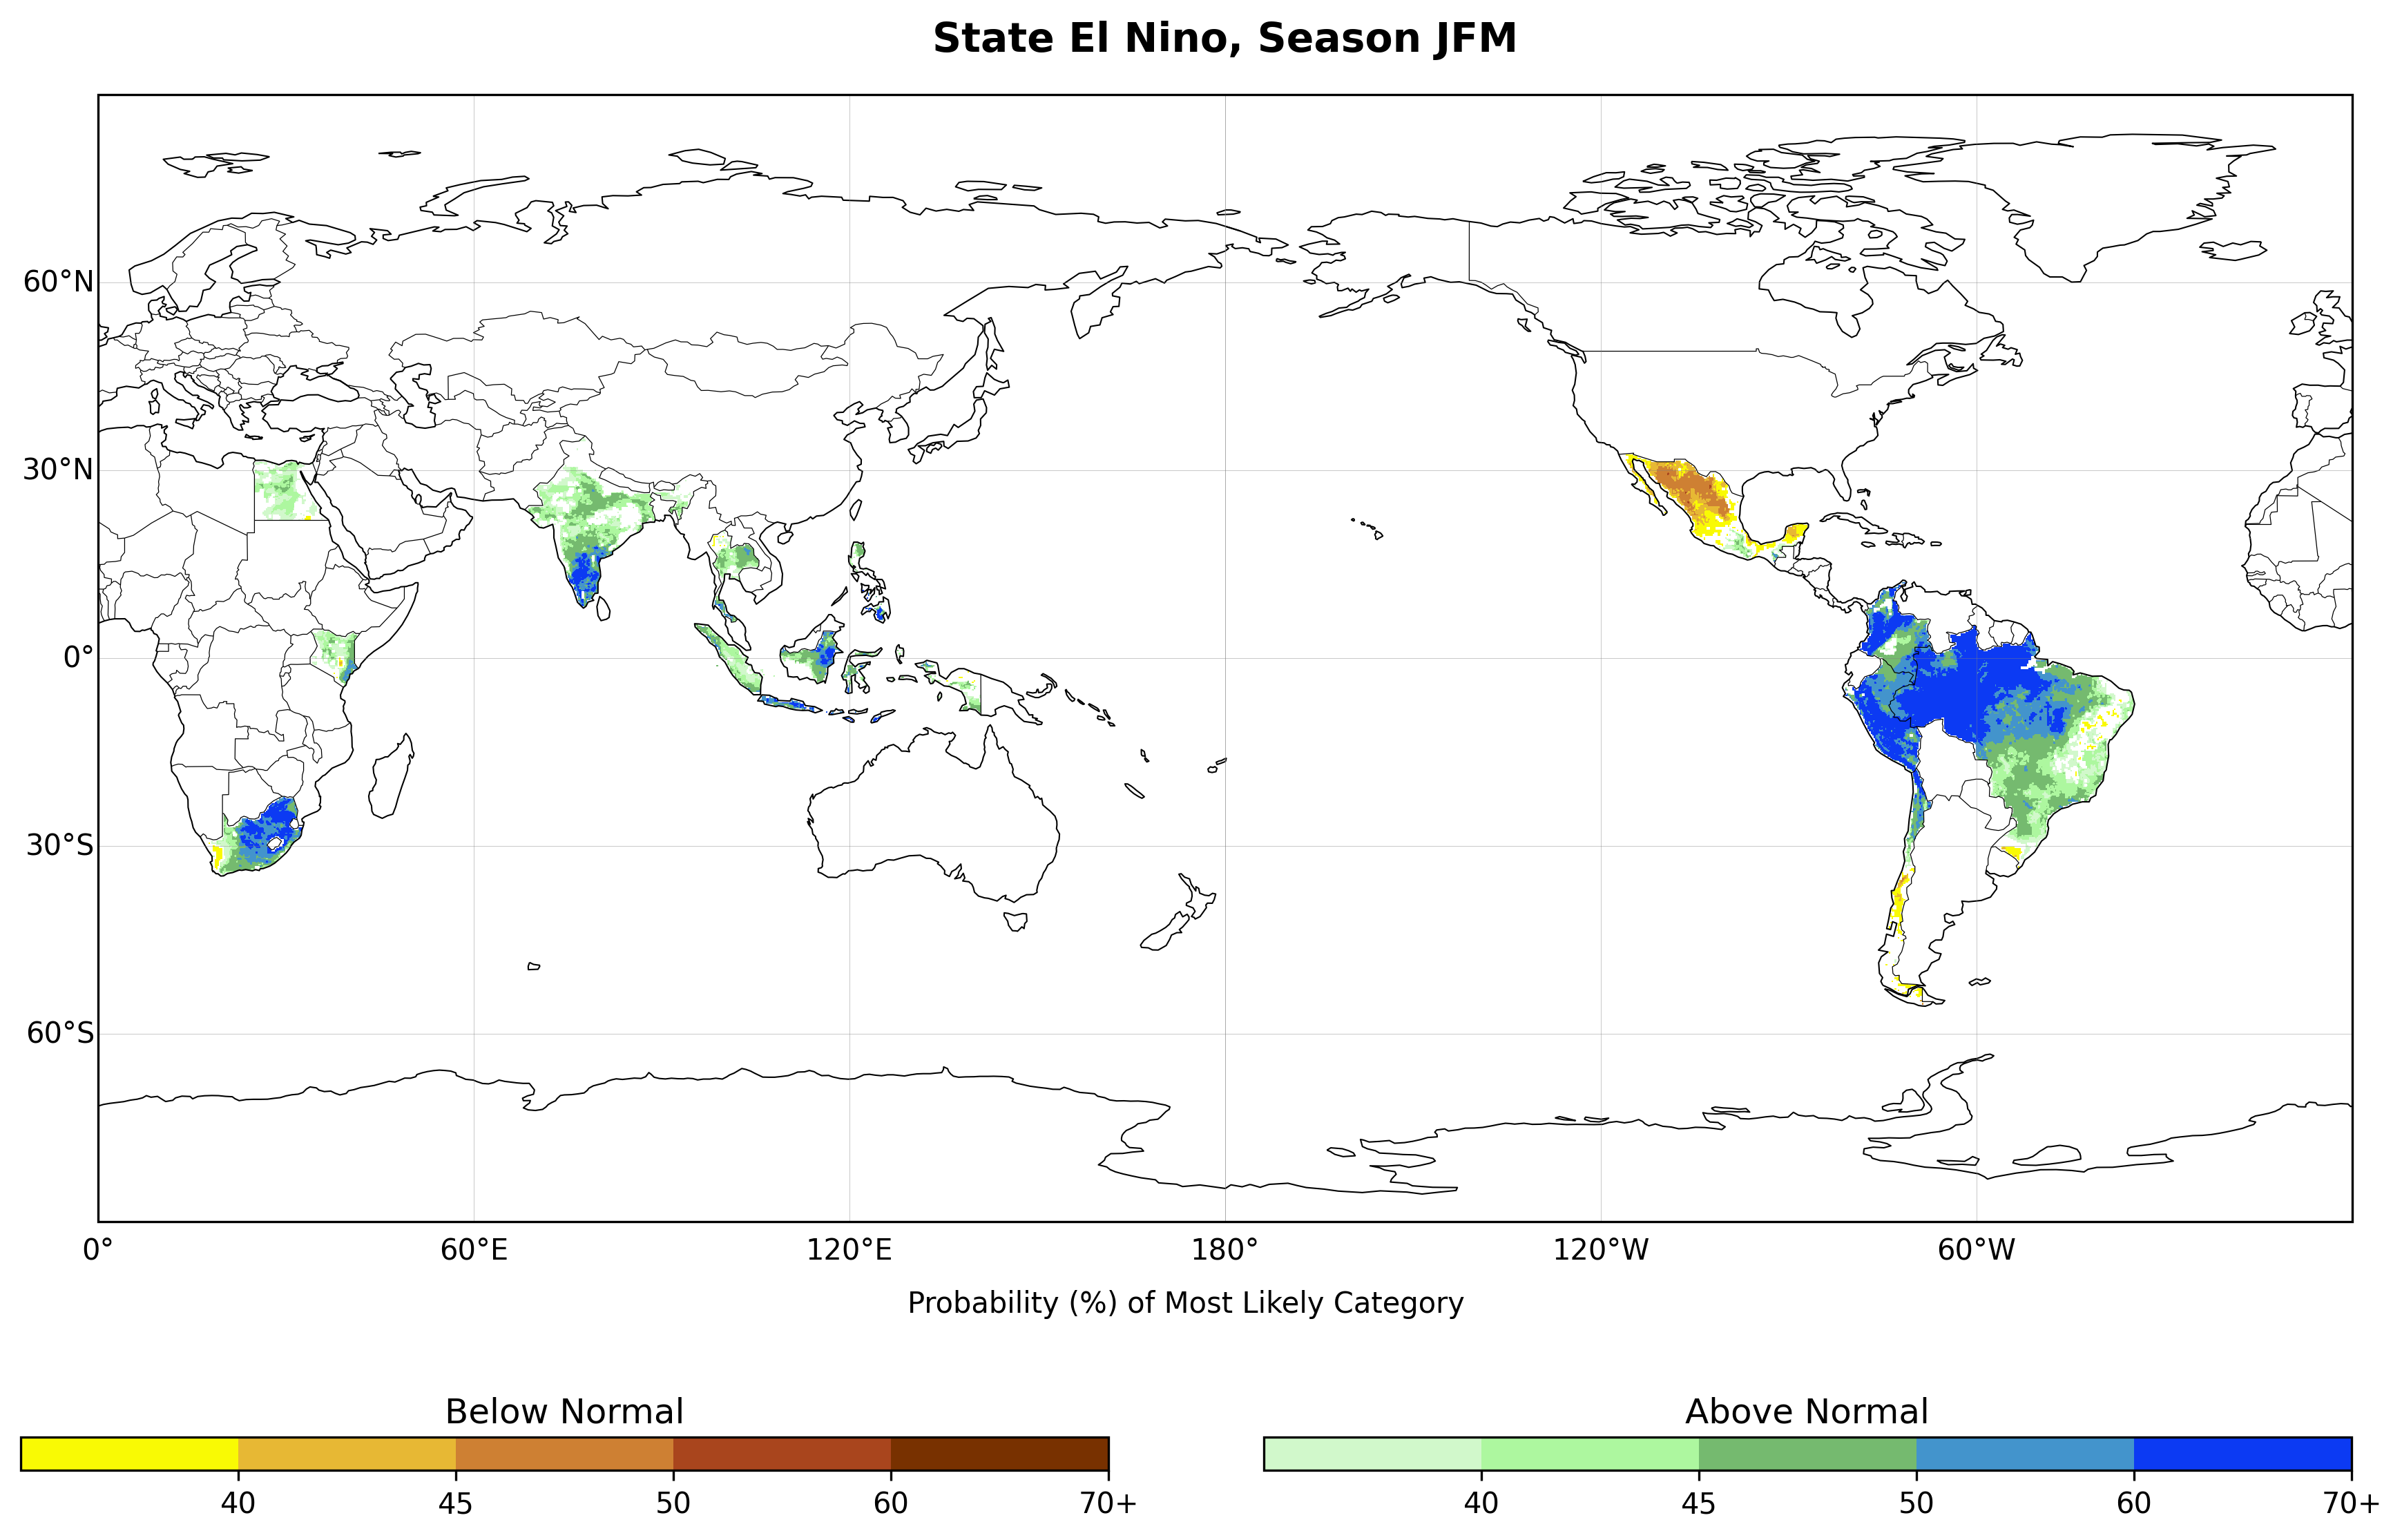 State El Nino, Season JFM
60°N
30°N
0°
30°S
60°S
0° 60°E 120°E 180° 120°W 60°W
Probability (%) of Most Likely Category
Below Normal Above Normal
40 45 50 60 70+ 40 45 50 60 70+